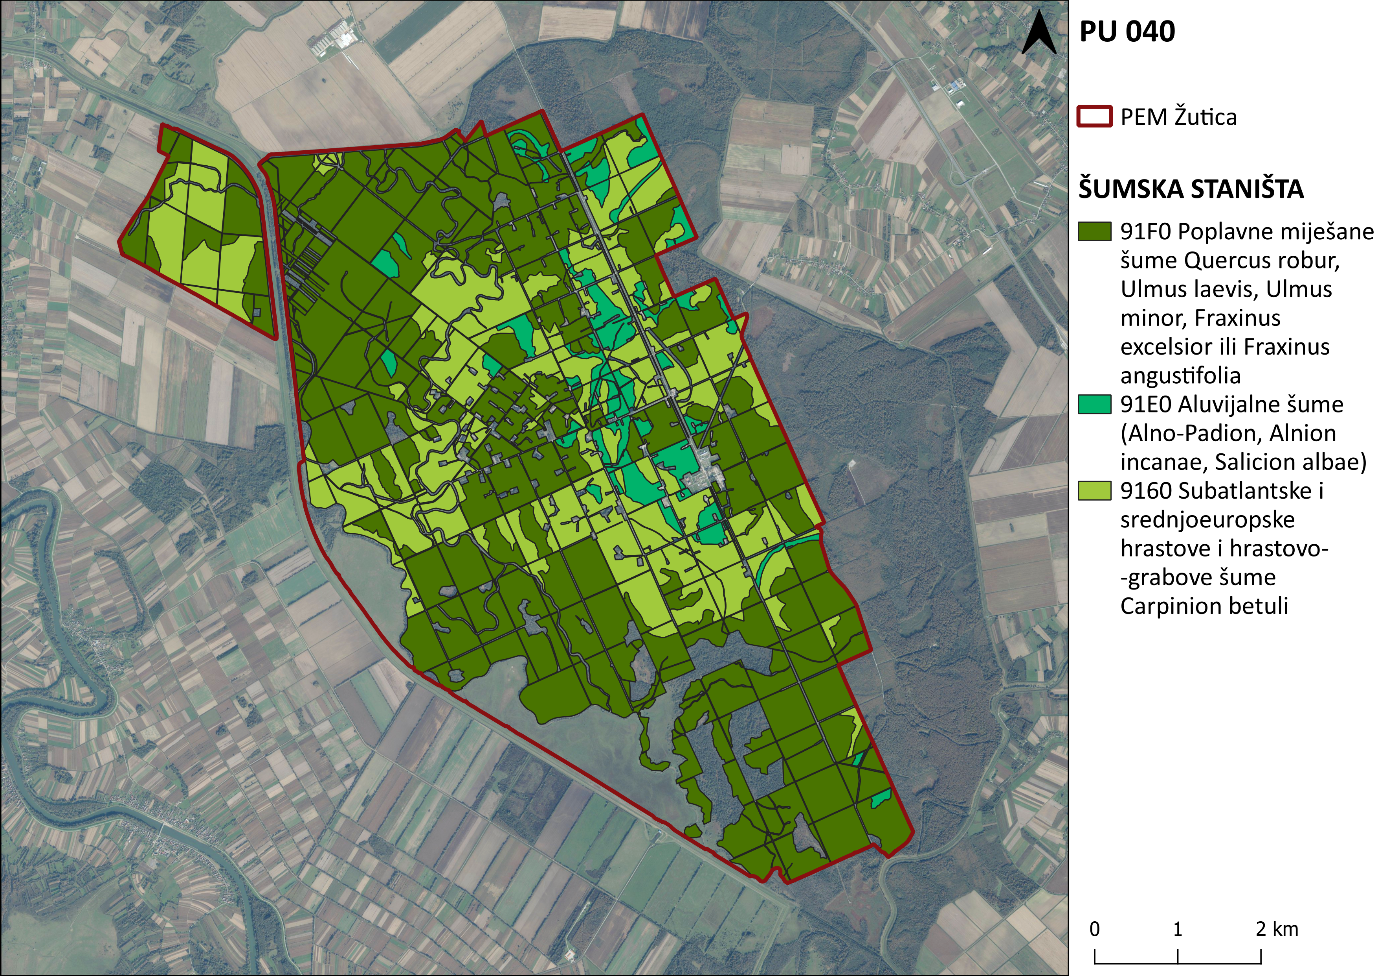 PU 040
PEM Žutica
ŠUMSKA STANIŠTA
91F0 Poplavne miješane
šume Quercus robur,
Ulmus laevis, Ulmus
minor, Fraxinus
excelsior ili Fraxinus
angustifolia
91E0 Aluvijalne šume
(Alno-Padion, Alnion
incanae, Salicion albae)
9160 Subatlantske i
srednjoeuropske
hrastove i hrastovo-
-grabove šume
Carpinion betuli
0 1 2 km